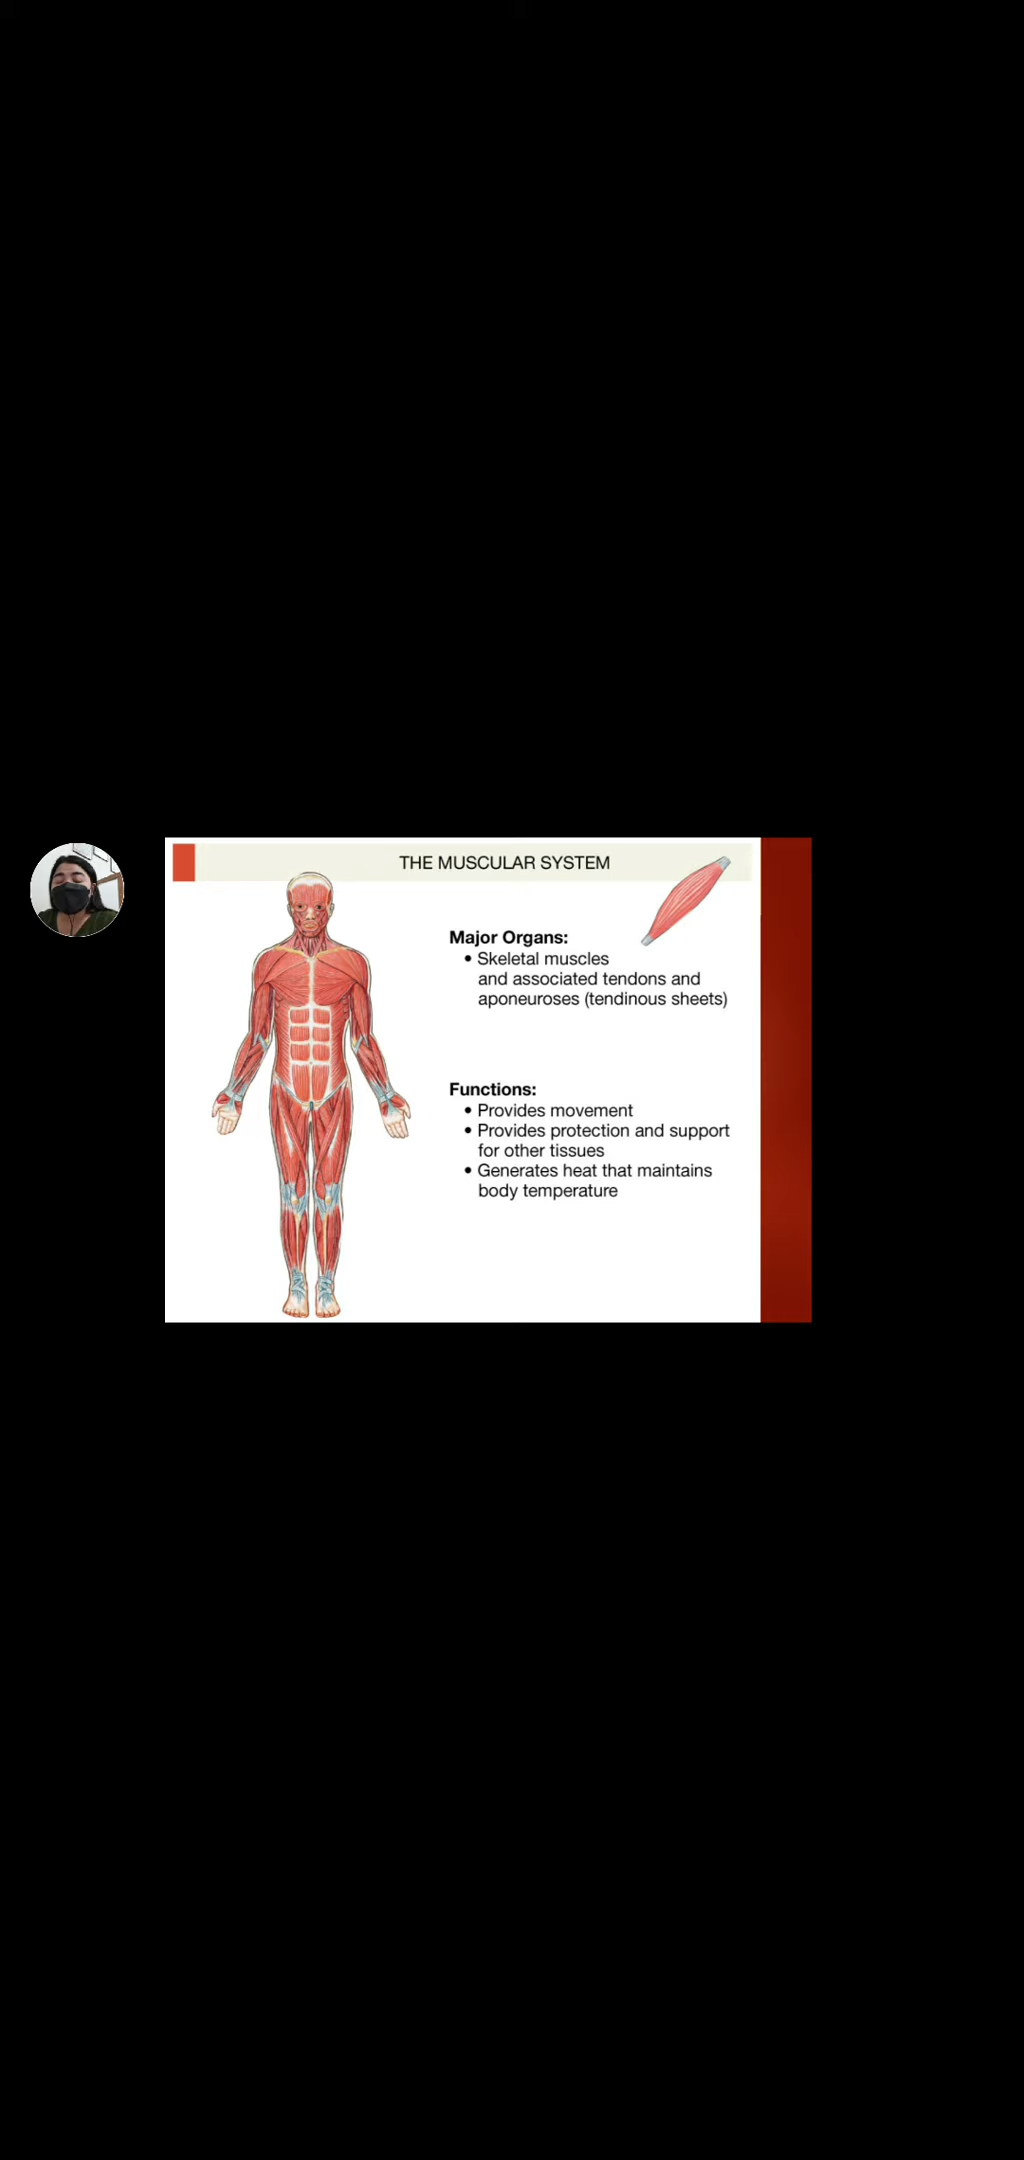 THE MUSCULAR SYSTEM
Major Organs:
• Skeletal muscles
and associated tendons and
aponeuroses (tendinous sheets)
Functions:
• Provides movement
• Provides protection and support
for other tissues
• Generates heat that maintains
body temperature